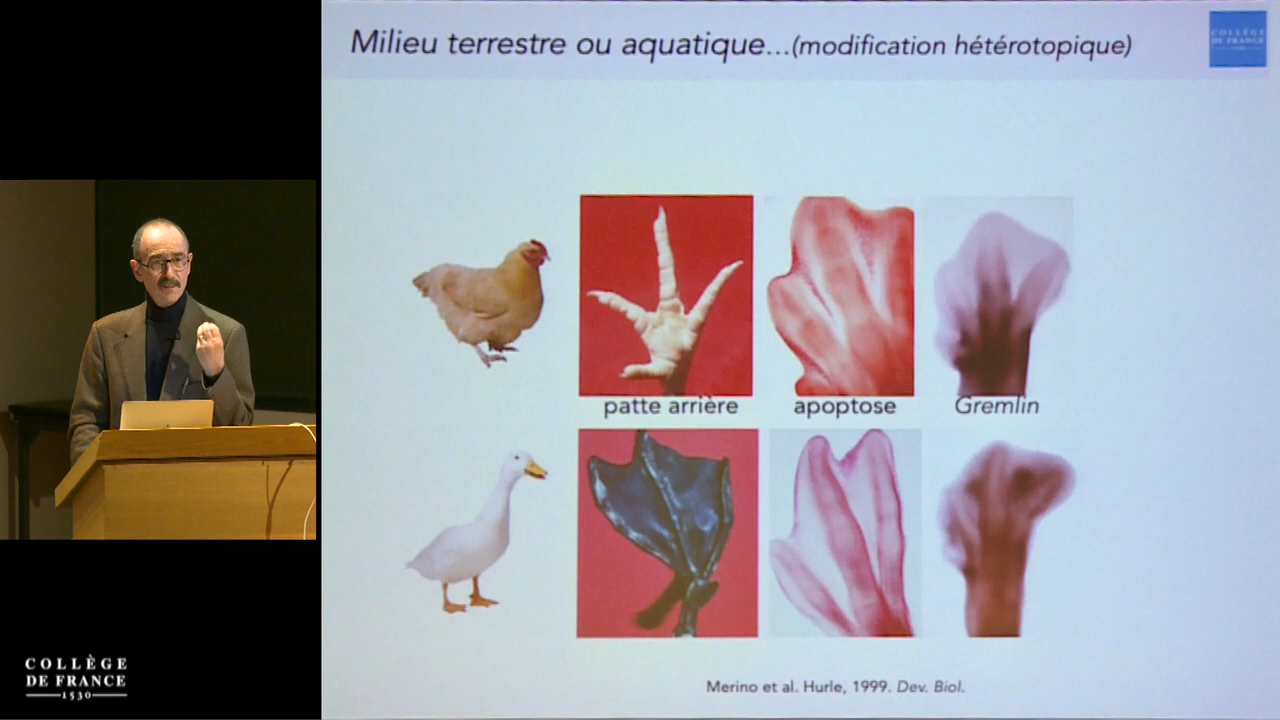 Milieu terrestre ou aquatique...(modification hétérotopique)
COLLÈGE
DE FRANCE
1530
patte arrière
apoptose
Gremlin
Merino et al. Hurle, 1999. Dev. Biol.
COLLÈGE
DE FRANCE
1530